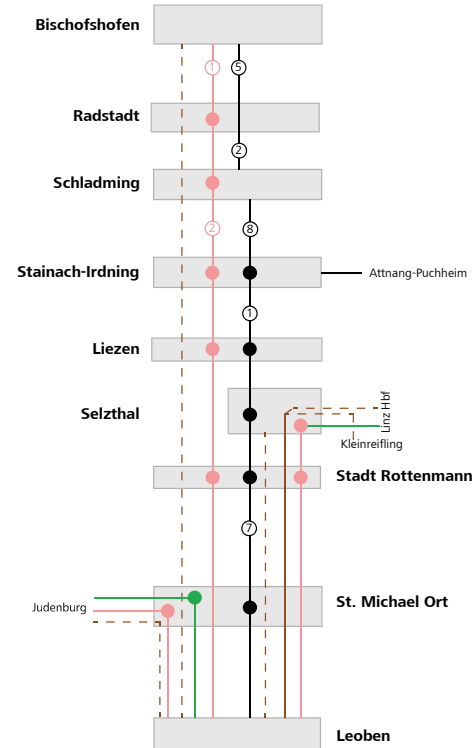 Bischofshofen
1
5
Radstadt
2
Schladming
2
8
Stainach-Irdning
Attnang-Puchheim
1
Liezen
Linz Hbf
Selzthal
Kleinreifling
Stadt Rottenmann
7
St. Michael Ort
Judenburg
Leoben